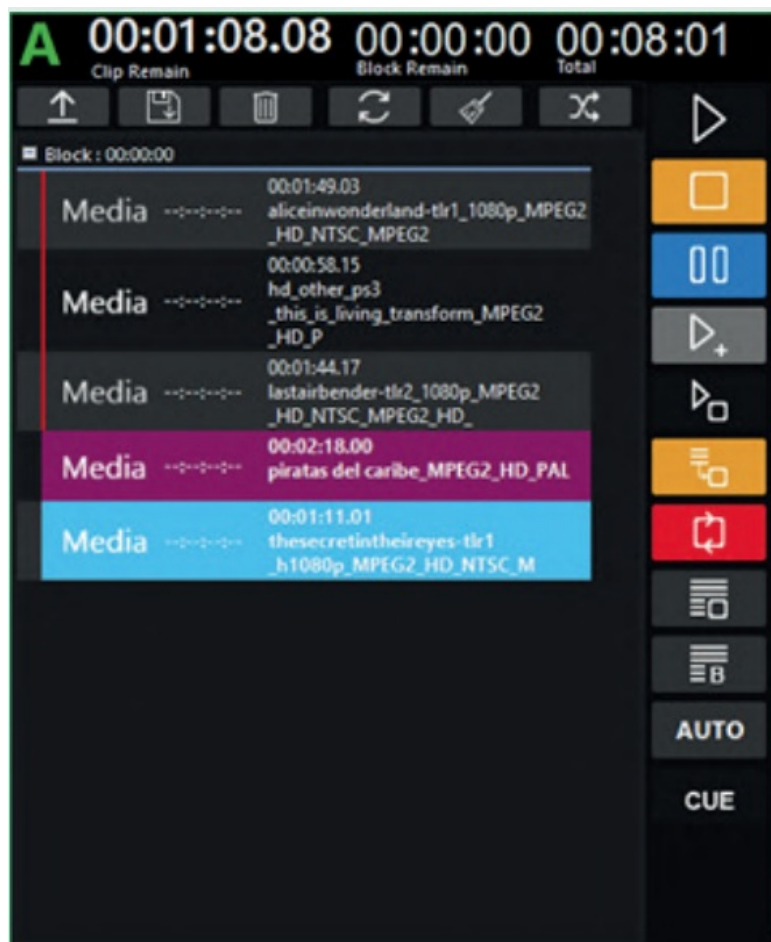 A 00:01:08.08 00:00:00 00:08:01
Clip Remain Block Remain Total
Block : 00:00:00
00:01:49.03
Media --:--:--:-- aliceinwonderland-tlr1_1080p_MPEG2
_HD_NTSC_MPEG2
00:00:58.15
hd_other_ps3
Media --:--:--:-- _this_is_living_transform_MPEG2
_HD_P
00:01:44.17
Media --:--:--:-- lastairbender-tlr2_1080p_MPEG2
_HD_NTSC_MPEG2_HD_
00:02:18.00
Media --:--:--:-- piratas del caribe_MPEG2_HD_PAL
00:01:11.01
Media --:--:--:-- thesecretintheireyes-tlr1
_h1080p_MPEG2_HD_NTSC_M
B
AUTO
CUE